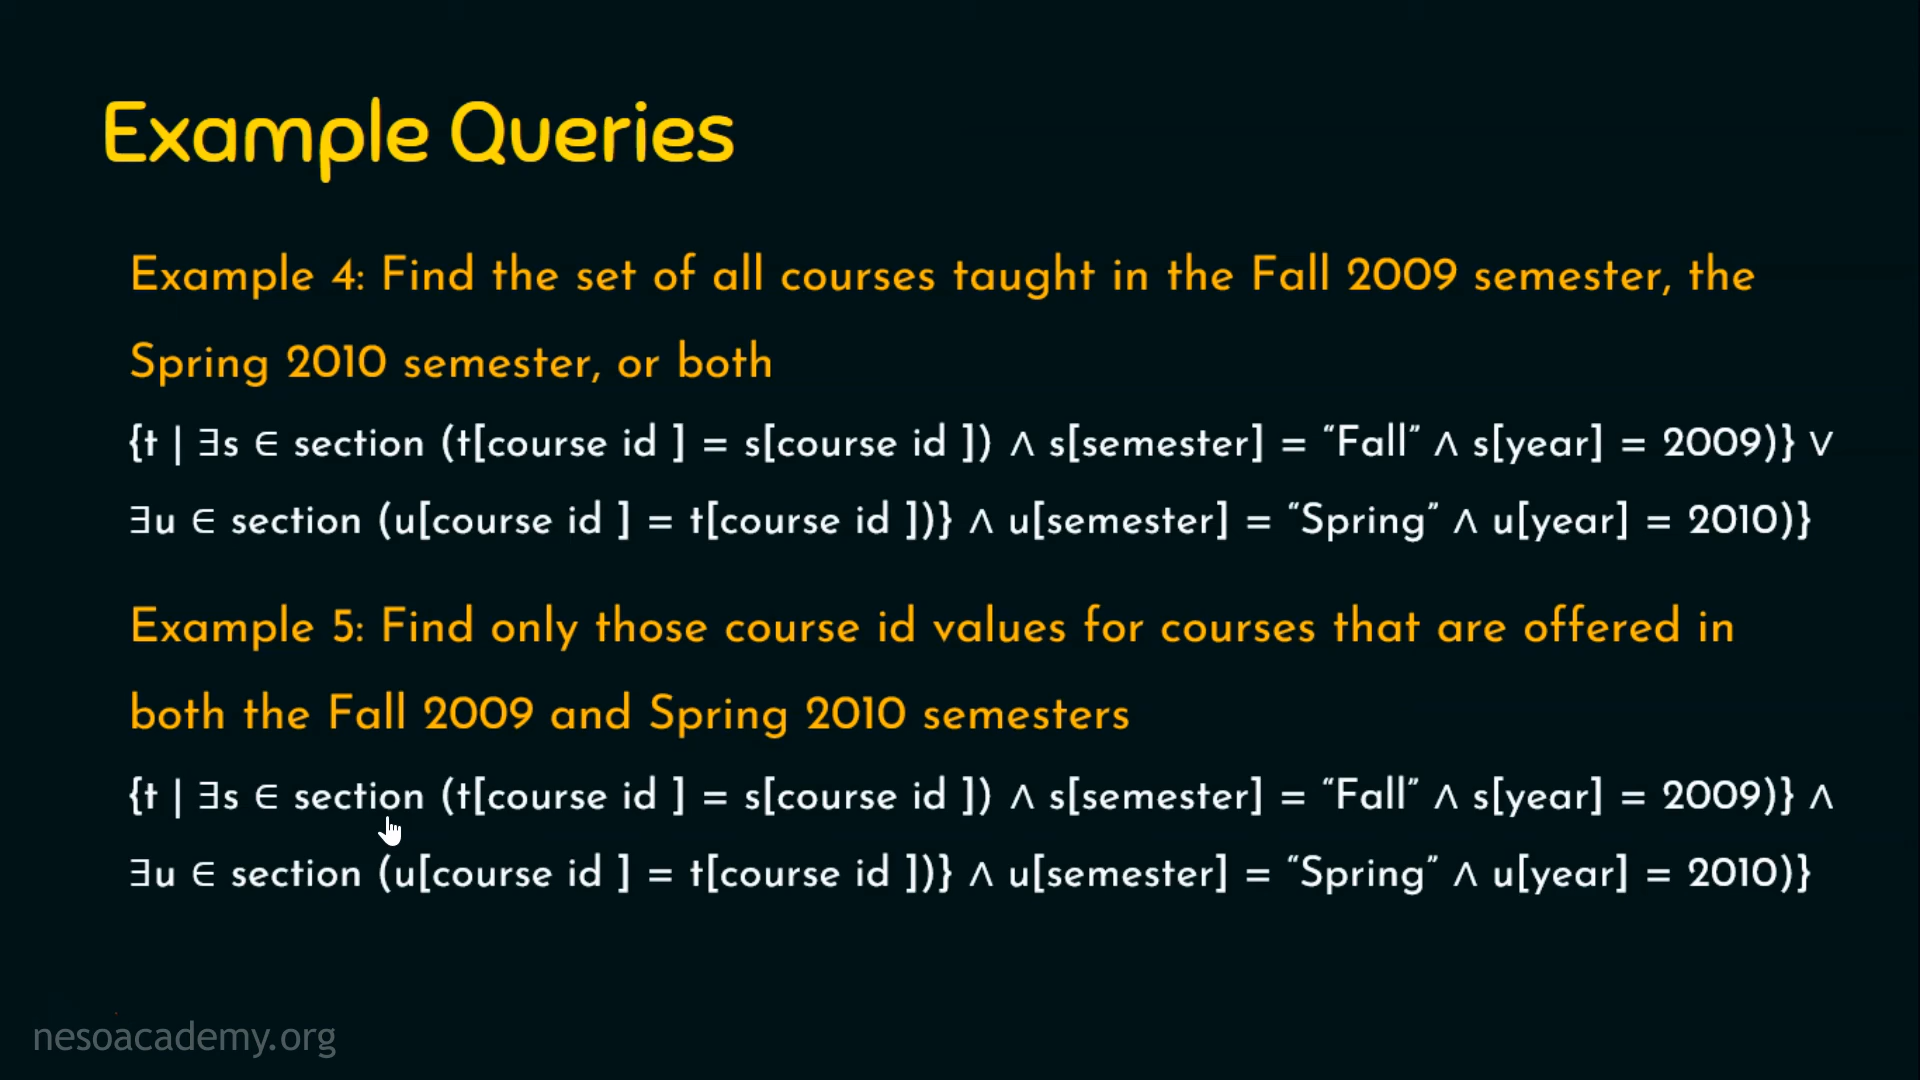 Example Queries
Example 4: Find the set of all courses taught in the Fall 2009 semester, the
Spring 2010 semester, or both
{t | ∃s ∈ section (t[course id ] = s[course id ]) ∧ s[semester] = “Fall” ∧ s[year] = 2009)} ∨
∃u ∈ section (u[course id ] = t[course id ])} ∧ u[semester] = “Spring” ∧ u[year] = 2010)}
Example 5: Find only those course id values for courses that are offered in
both the Fall 2009 and Spring 2010 semesters
{t | ∃s ∈ section (t[course id ] = s[course id ]) ∧ s[semester] = “Fall” ∧ s[year] = 2009)} ∧
∃u ∈ section (u[course id ] = t[course id ])} ∧ u[semester] = “Spring” ∧ u[year] = 2010)}
nesoacademy.org